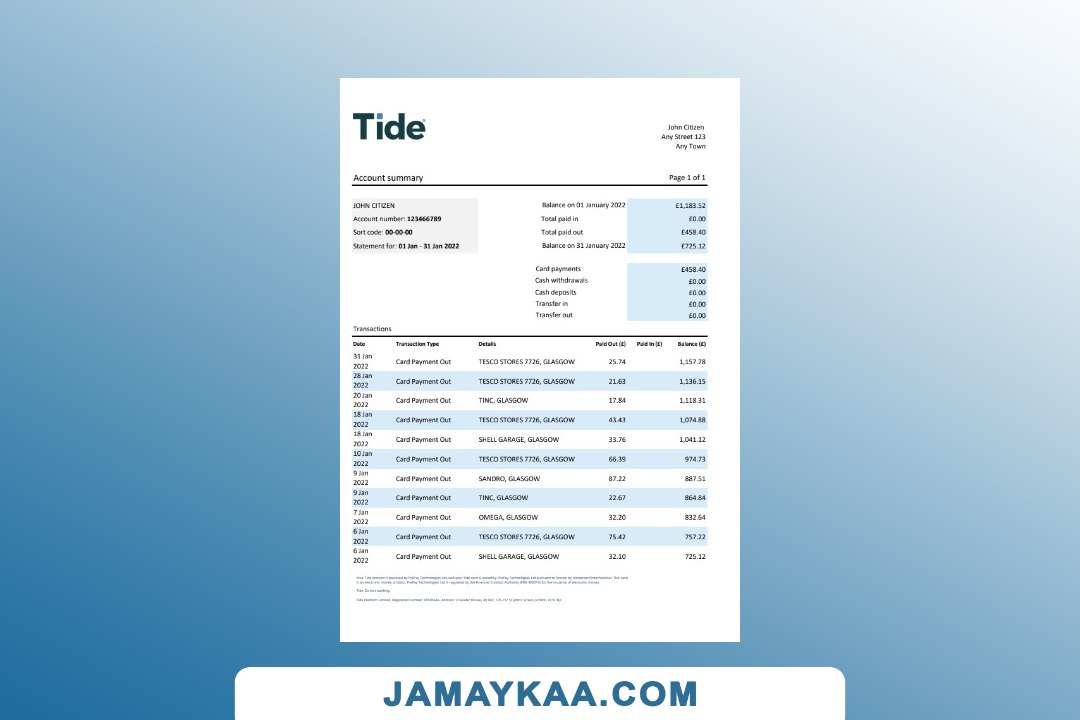 Tide
John Citizen
Any Street 123
Any Town
Account summary Page 1 of 1
JOHN CITIZEN
Account number: 123466789
Sort code: 00-00-00
Statement for: 01 Jan - 31 Jan 2022
Balance on 01 January 2022 £1,183.52
Total paid in £0.00
Total paid out £458.40
Balance on 31 January 2022 £725.12
Card payments £458.40
Cash withdrawals £0.00
Cash deposits £0.00
Transfer in £0.00
Transfer out £0.00
Transactions
Date Transaction Type Details Paid Out (£) Paid In (£) Balance (£)
31 Jan 2022 Card Payment Out TESCO STORES 7726, GLASGOW 25.74 1,157.78
28 Jan 2022 Card Payment Out TESCO STORES 7726, GLASGOW 21.63 1,136.15
20 Jan 2022 Card Payment Out TINC, GLASGOW 17.84 1,118.31
18 Jan 2022 Card Payment Out TESCO STORES 7726, GLASGOW 43.43 1,074.88
18 Jan 2022 Card Payment Out SHELL GARAGE, GLASGOW 33.76 1,041.12
10 Jan 2022 Card Payment Out TESCO STORES 7726, GLASGOW 66.39 974.73
9 Jan 2022 Card Payment Out SANDRO, GLASGOW 87.22 887.51
9 Jan 2022 Card Payment Out TINC, GLASGOW 22.67 864.84
7 Jan 2022 Card Payment Out OMEGA, GLASGOW 32.20 832.64
6 Jan 2022 Card Payment Out TESCO STORES 7726, GLASGOW 75.42 757.22
6 Jan 2022 Card Payment Out SHELL GARAGE, GLASGOW 32.10 725.12
JAMAYKAA.COM